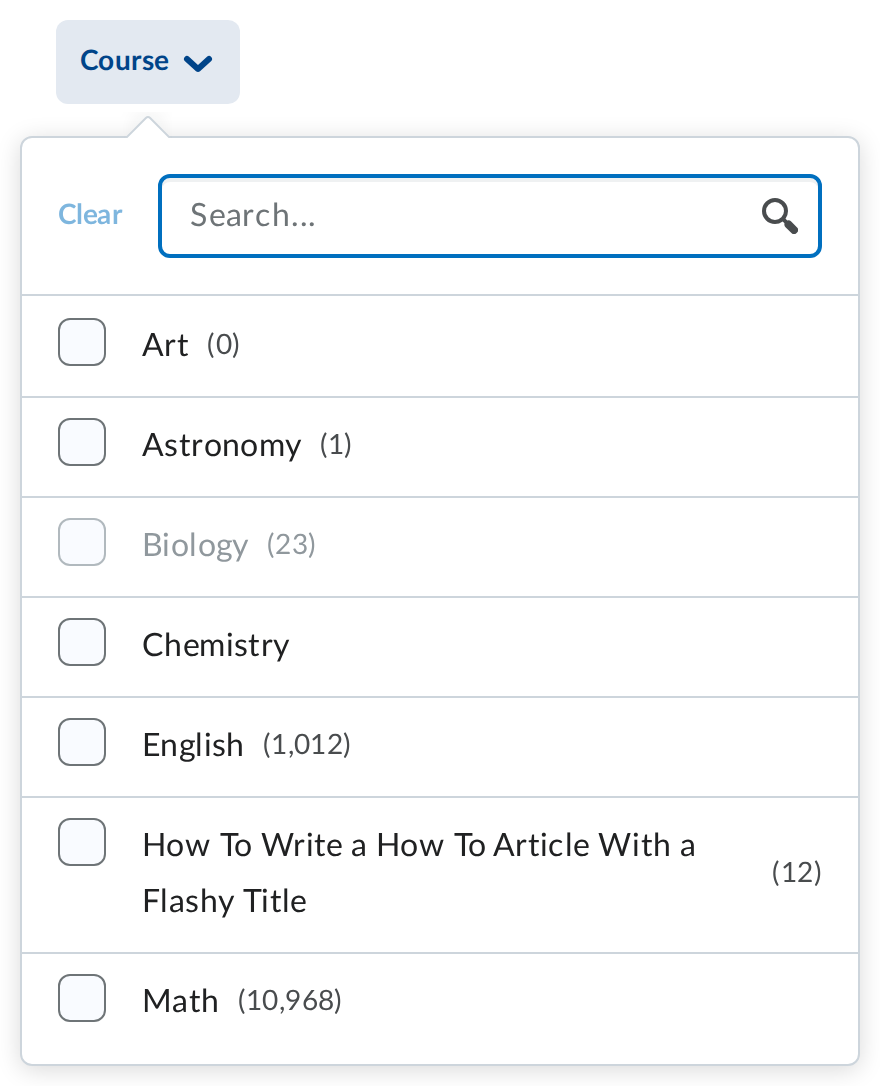 Course
Clear
Search...
Art (0)
Astronomy (1)
Biology (23)
Chemistry
English (1,012)
How To Write a How To Article With a
Flashy Title
(12)
Math (10,968)